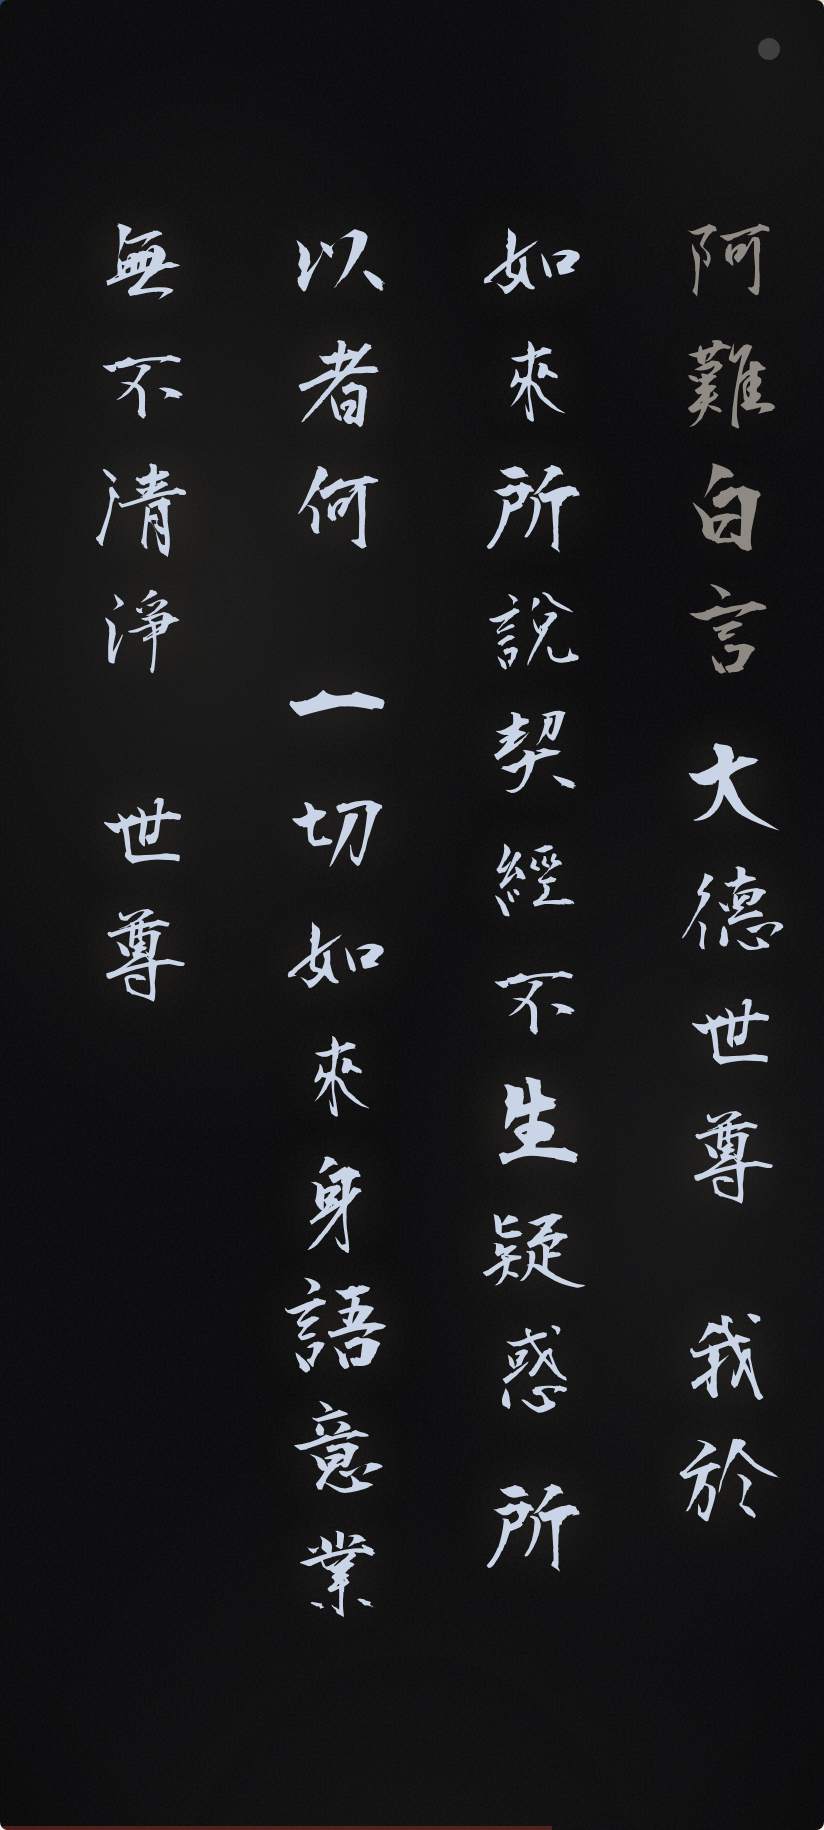 阿難白言 大德世尊 我於
如來所說契經不生疑惑 所
以者何 一切如來身語意業
無不清淨 世尊